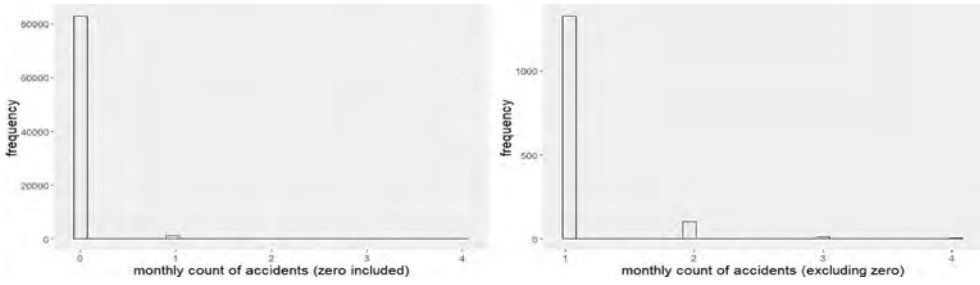 80000
60000
40000
20000
0
frequency
0 1 2 3 4
monthly count of accidents (zero included)
1000
500
0
frequency
1 2 3 4
monthly count of accidents (excluding zero)